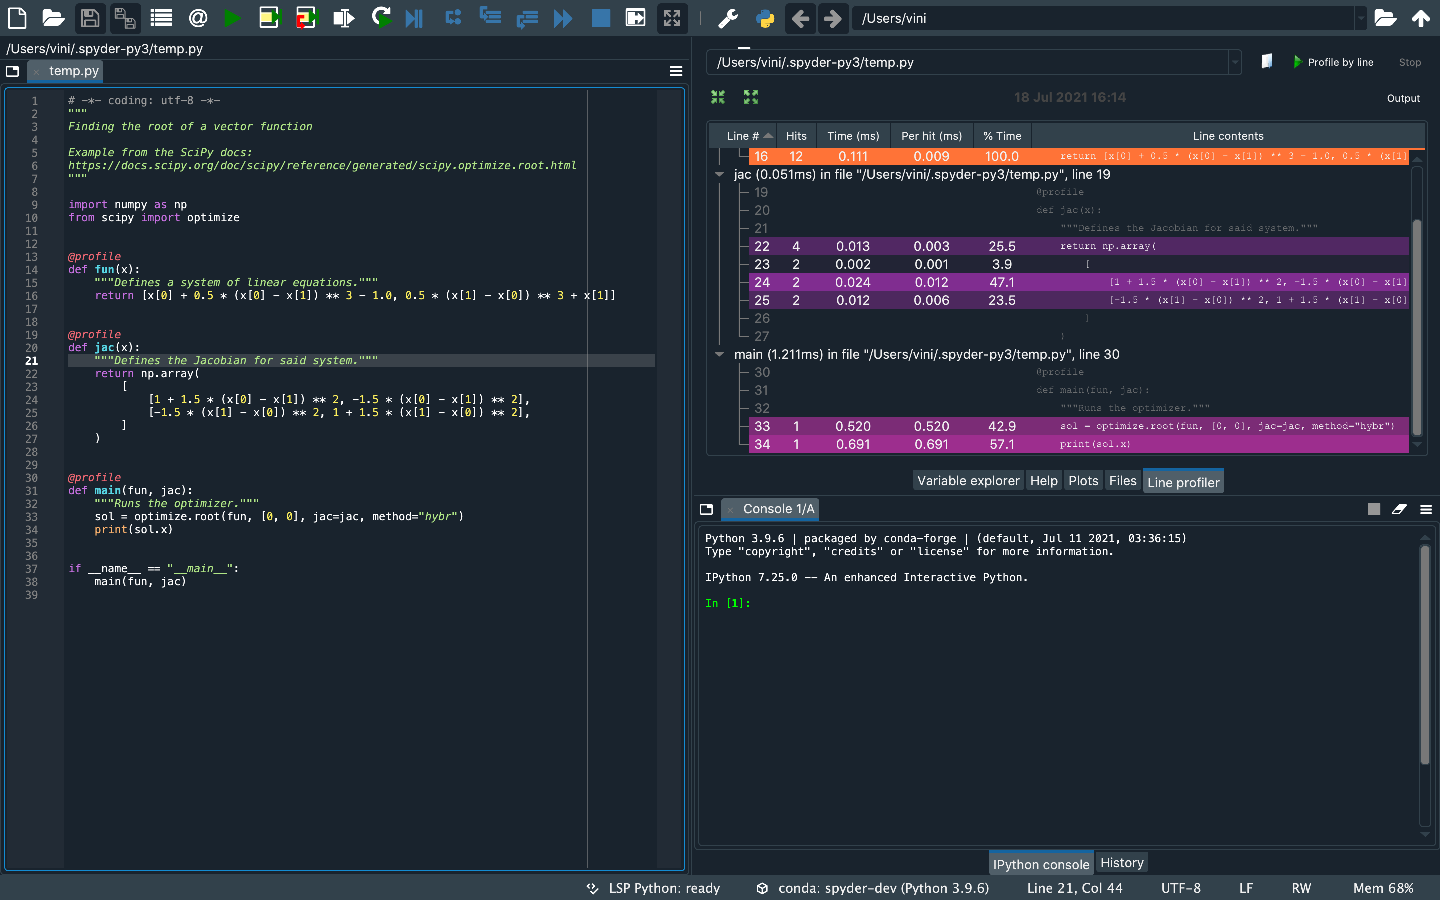 /Users/vini
/Users/vini/.spyder-py3/temp.py
temp.py
1 # -*- coding: utf-8 -*-
2 """
3 Finding the root of a vector function
4
5 Example from the SciPy docs:
6 https://docs.scipy.org/doc/scipy/reference/generated/scipy.optimize.root.html
7 """
8
9 import numpy as np
10 from scipy import optimize
11
12
13 @profile
14 def fun(x):
15 """Defines a system of linear equations."""
16 return [x[0] + 0.5 * (x[0] - x[1]) ** 3 - 1.0, 0.5 * (x[1] - x[0]) ** 3 + x[1]]
17
18
19 @profile
20 def jac(x):
21 """Defines the Jacobian for said system."""
22 return np.array(
23 [
24 [1 + 1.5 * (x[0] - x[1]) ** 2, -1.5 * (x[0] - x[1]) ** 2],
25 [-1.5 * (x[1] - x[0]) ** 2, 1 + 1.5 * (x[1] - x[0]) ** 2],
26 ]
27 )
28
29
30 @profile
31 def main(fun, jac):
32 """Runs the optimizer."""
33 sol = optimize.root(fun, [0, 0], jac=jac, method="hybr")
34 print(sol.x)
35
36
37 if __name__ == "__main__":
38 main(fun, jac)
39
/Users/vini/.spyder-py3/temp.py
Profile by line Stop
18 Jul 2021 16:14
Output
Line # Hits Time (ms) Per hit (ms) % Time Line contents
16 12 0.111 0.009 100.0 return [x[0] + 0.5 * (x[0] - x[1]) ** 3 - 1.0, 0.5 * (x[1]
jac (0.051ms) in file "/Users/vini/.spyder-py3/temp.py", line 19
19 @profile
20 def jac(x):
21 """Defines the Jacobian for said system."""
22 4 0.013 0.003 25.5 return np.array(
23 2 0.002 0.001 3.9 [
24 2 0.024 0.012 47.1 [1 + 1.5 * (x[0] - x[1]) ** 2, -1.5 * (x[0] - x[1]
25 2 0.012 0.006 23.5 [-1.5 * (x[1] - x[0]) ** 2, 1 + 1.5 * (x[1] - x[0]
26 ]
27 )
main (1.211ms) in file "/Users/vini/.spyder-py3/temp.py", line 30
30 @profile
31 def main(fun, jac):
32 """Runs the optimizer."""
33 1 0.520 0.520 42.9 sol = optimize.root(fun, [0, 0], jac=jac, method="hybr")
34 1 0.691 0.691 57.1 print(sol.x)
Variable explorer Help Plots Files Line profiler
Console 1/A
Python 3.9.6 | packaged by conda-forge | (default, Jul 11 2021, 03:36:15)
Type "copyright", "credits" or "license" for more information.
IPython 7.25.0 -- An enhanced Interactive Python.
In [1]:
IPython console History
LSP Python: ready conda: spyder-dev (Python 3.9.6) Line 21, Col 44 UTF-8 LF RW Mem 68%